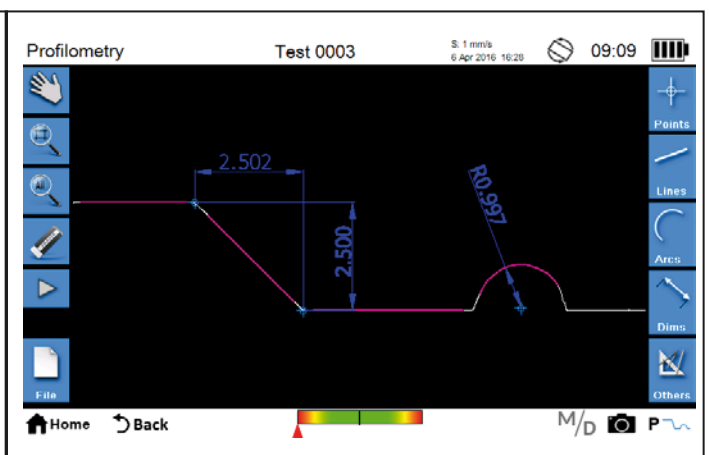 Profilometry
Test 0003
S: 1 mm/s
6 Apr 2016 16:28
09:09
Points
Lines
Arcs
Dims
Others
File
2.502
2.500
R0.997
Home
Back
M/D
P